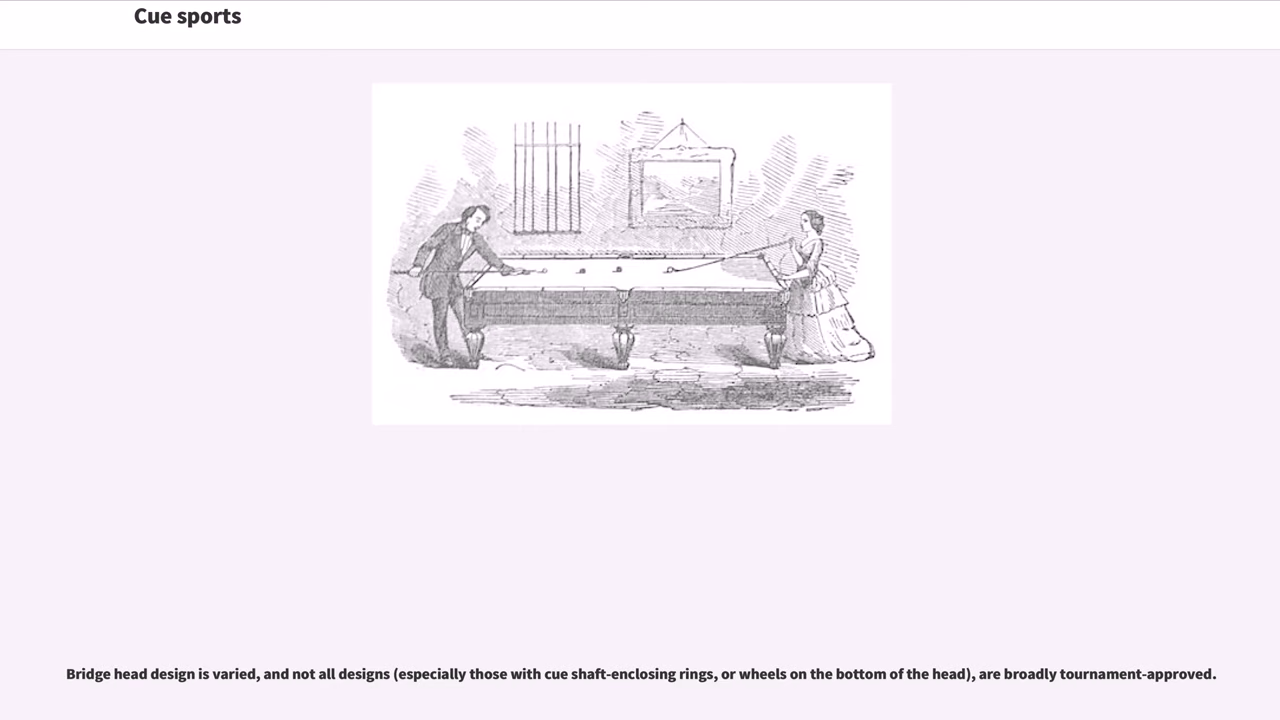 Cue sports
Bridge head design is varied, and not all designs (especially those with cue shaft-enclosing rings, or wheels on the bottom of the head), are broadly tournament-approved.